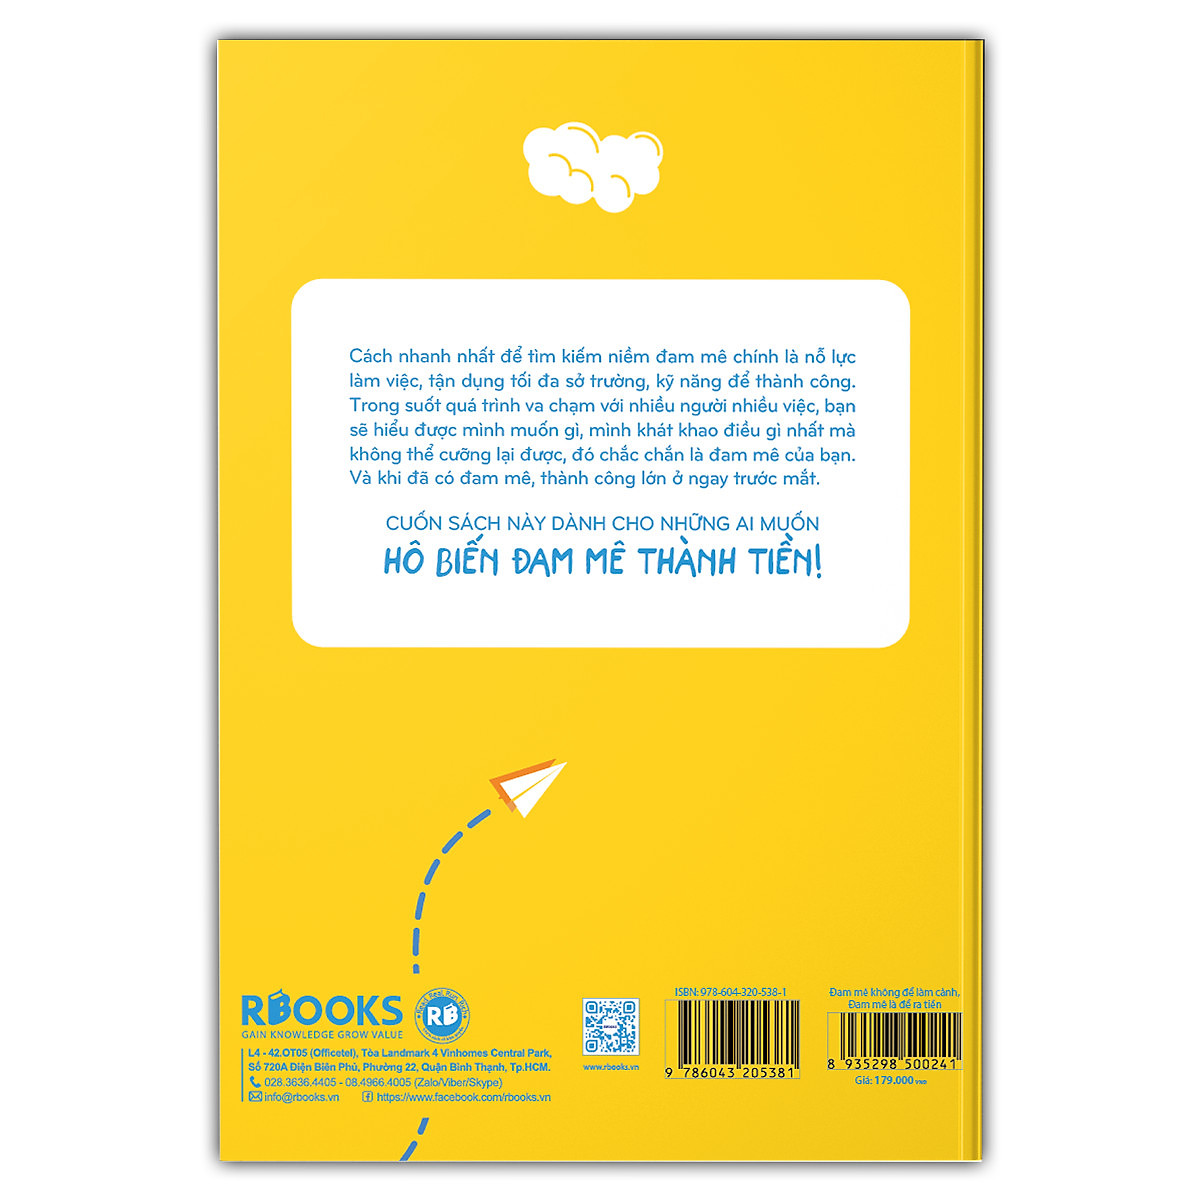 Cách nhanh nhất để tìm kiếm niềm đam mê chính là nỗ lực
làm việc, tận dụng tối đa sở trường, kỹ năng để thành công.
Trong suốt quá trình va chạm với nhiều người nhiều việc, bạn
sẽ hiểu được mình muốn gì, mình khát khao điều gì nhất mà
không thể cưỡng lại được, đó chắc chắn là đam mê của bạn.
Và khi đã có đam mê, thành công lớn ở ngay trước mắt.
CUỐN SÁCH NÀY DÀNH CHO NHỮNG AI MUỐN
HÔ BIẾN ĐAM MÊ THÀNH TIỀN!
RBOOKS
GAIN KNOWLEDGE GROW VALUE
RB
L4 - 42.OT05 (Officetel), Tòa Landmark 4 Vinhomes Central Park,
Số 720A Điện Biên Phủ, Phường 22, Quận Bình Thạnh, Tp.HCM.
028.3636.4405 - 08.4966.4005 (Zalo/Viber/Skype)
info@rbooks.vn https://www.facebook.com/rbooks.vn
www.rbooks.vn
ISBN: 978-604-320-538-1
9 786043 205381
Đam mê không để làm cảnh,
Đam mê là để ra tiền
8 935298 500241
Giá: 179.000 VNĐ